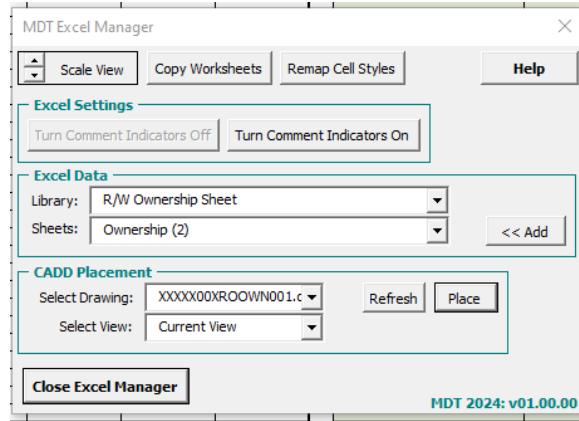 MDT Excel Manager
Scale View Copy Worksheets Remap Cell Styles Help
Excel Settings
Turn Comment Indicators Off Turn Comment Indicators On
Excel Data
Library: R/W Ownership Sheet
Sheets: Ownership (2) << Add
CADD Placement
Select Drawing: XXXXX00XROOWN001.c Refresh Place
Select View: Current View
Close Excel Manager
MDT 2024: v01.00.00